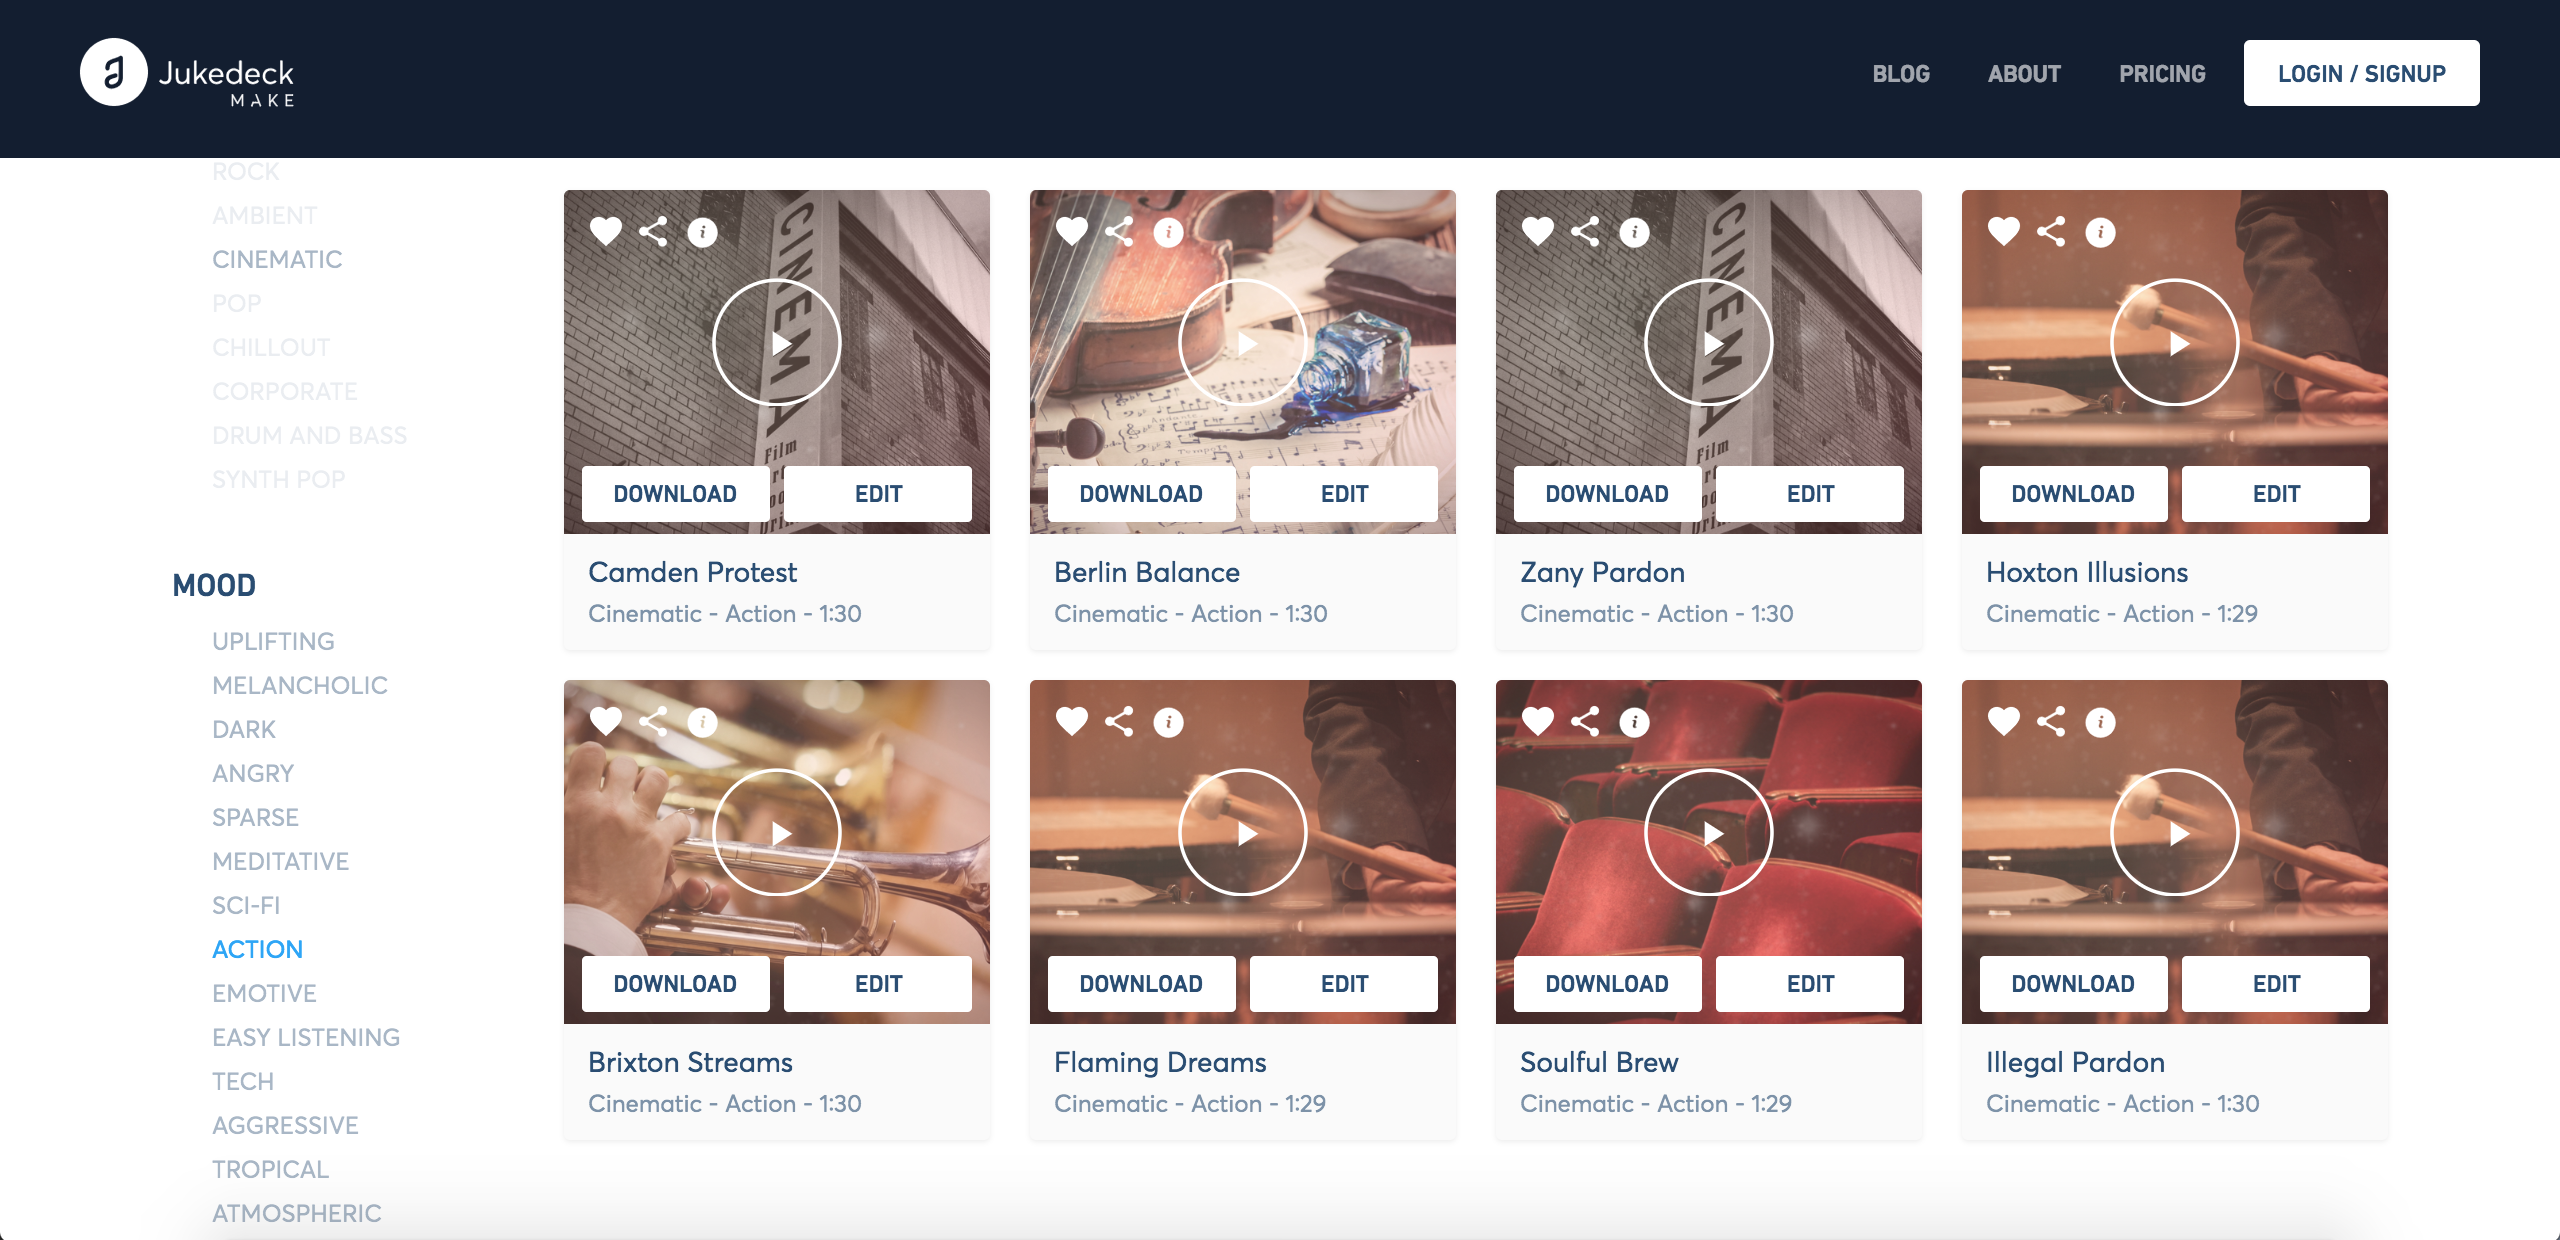 Jukedeck
MAKE
BLOG
ABOUT
PRICING
LOGIN / SIGNUP
ROCK
AMBIENT
CINEMATIC
POP
CHILLOUT
CORPORATE
DRUM AND BASS
SYNTH POP
MOOD
UPLIFTING
MELANCHOLIC
DARK
ANGRY
SPARSE
MEDITATIVE
SCI-FI
ACTION
EMOTIVE
EASY LISTENING
TECH
AGGRESSIVE
TROPICAL
ATMOSPHERIC
i
CINEMA
Film
DOWNLOAD
EDIT
Camden Protest
Cinematic - Action - 1:30
i
DOWNLOAD
EDIT
Berlin Balance
Cinematic - Action - 1:30
i
CINEMA
Film
DOWNLOAD
EDIT
Zany Pardon
Cinematic - Action - 1:30
i
DOWNLOAD
EDIT
Hoxton Illusions
Cinematic - Action - 1:29
i
DOWNLOAD
EDIT
Brixton Streams
Cinematic - Action - 1:30
i
DOWNLOAD
EDIT
Flaming Dreams
Cinematic - Action - 1:29
i
DOWNLOAD
EDIT
Soulful Brew
Cinematic - Action - 1:29
i
DOWNLOAD
EDIT
Illegal Pardon
Cinematic - Action - 1:30